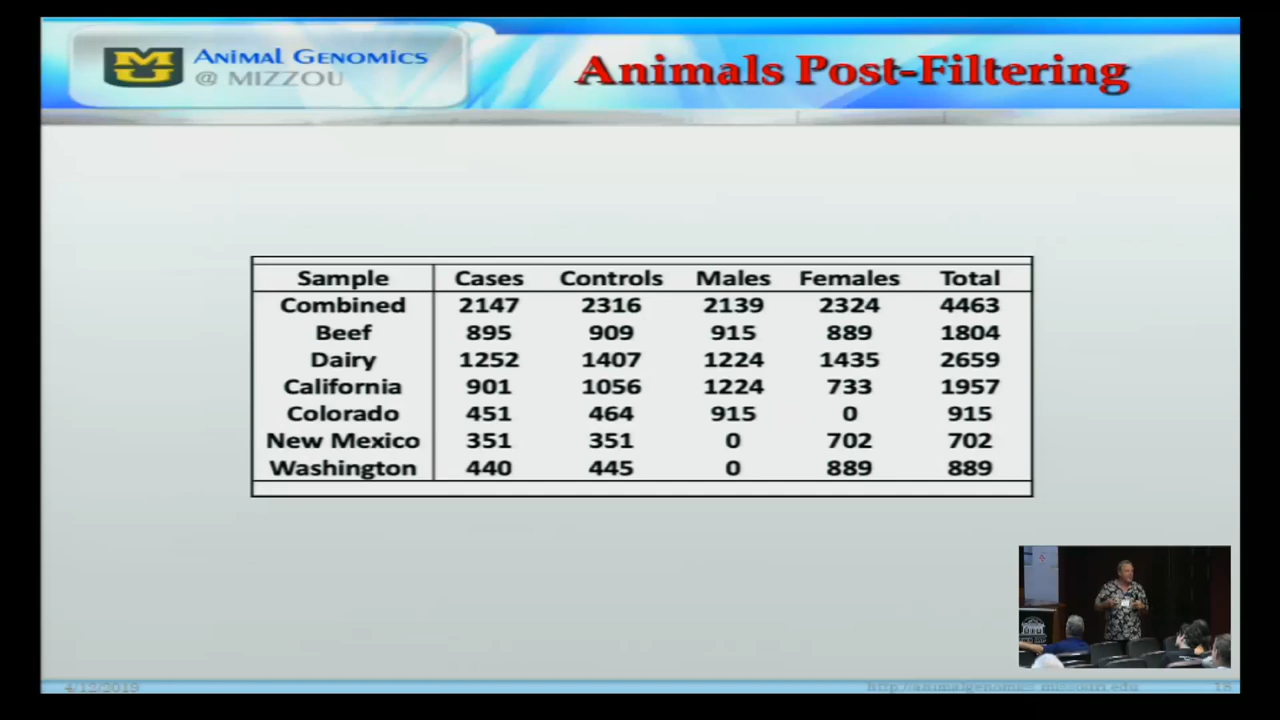 MU
ANIMAL GENOMICS
@ MIZZOU
Animals Post-Filtering
Sample Cases Controls Males Females Total
Combined 2147 2316 2139 2324 4463
Beef 895 909 915 889 1804
Dairy 1252 1407 1224 1435 2659
California 901 1056 1224 733 1957
Colorado 451 464 915 0 915
New Mexico 351 351 0 702 702
Washington 440 445 0 889 889